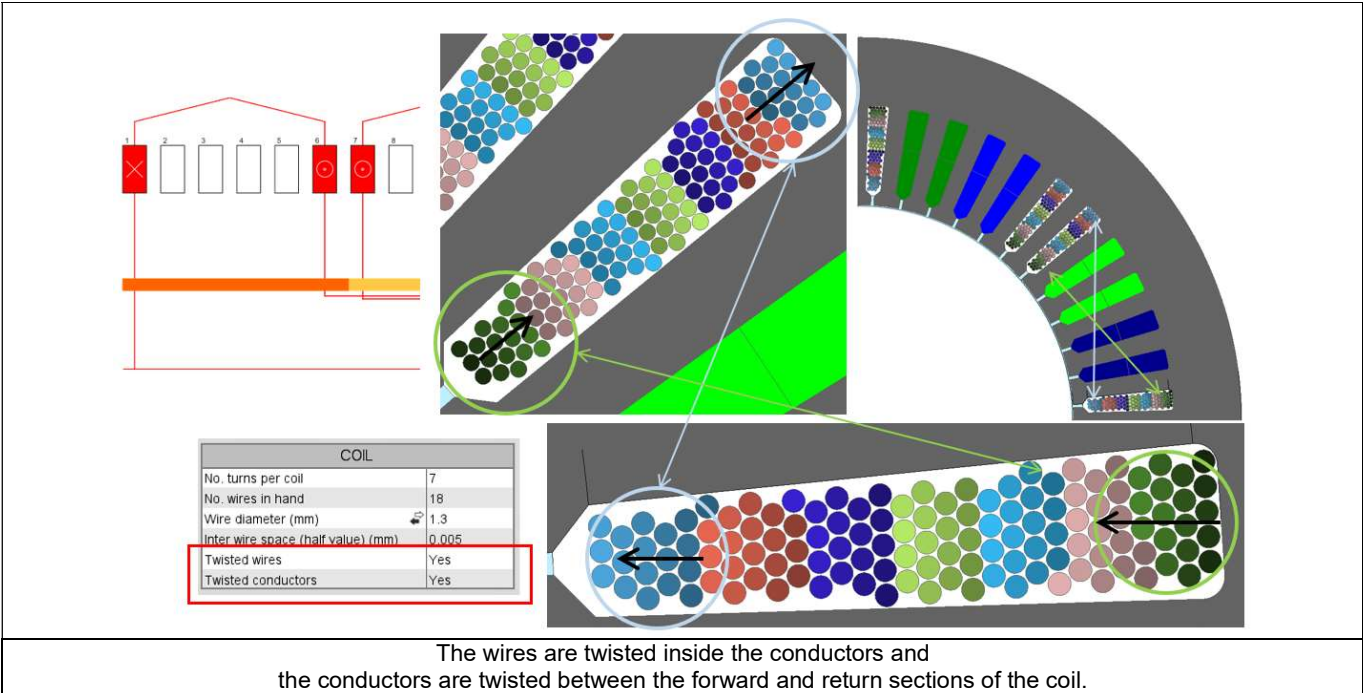 1 2 3 4 5 6 7 8
COIL
No. turns per coil 7
No. wires in hand 18
Wire diameter (mm) 1.3
Inter wire space (half value) (mm) 0.005
Twisted wires Yes
Twisted conductors Yes
The wires are twisted inside the conductors and
the conductors are twisted between the forward and return sections of the coil.